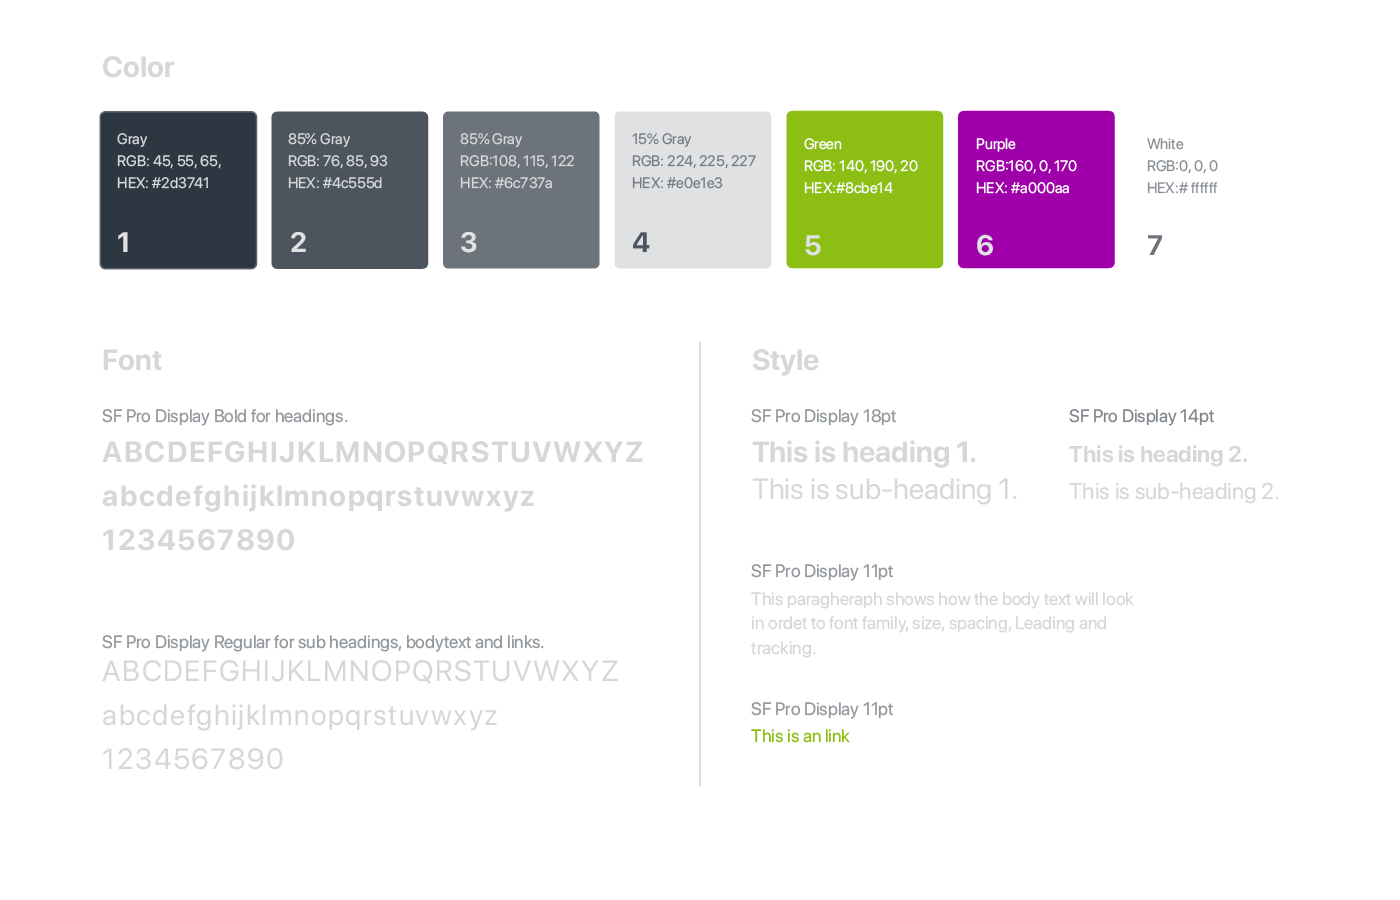 Color
Gray
RGB: 45, 55, 65,
HEX: #2d3741
1
85% Gray
RGB: 76, 85, 93
HEX: #4c555d
2
85% Gray
RGB:108, 115, 122
HEX: #6c737a
3
15% Gray
RGB: 224, 225, 227
HEX: #e0e1e3
4
Green
RGB: 140, 190, 20
HEX:#8cbe14
5
Purple
RGB:160, 0, 170
HEX: #a000aa
6
White
RGB:0, 0, 0
HEX:# ffffff
7
Font
SF Pro Display Bold for headings.
ABCDEFGHIJKLMNOPQRSTUVWXYZ
abcdefghijklmnopqrstuvwxyz
1234567890
SF Pro Display Regular for sub headings, bodytext and links.
ABCDEFGHIJKLMNOPQRSTUVWXYZ
abcdefghijklmnopqrstuvwxyz
1234567890
Style
SF Pro Display 18pt
This is heading 1.
This is sub-heading 1.
SF Pro Display 14pt
This is heading 2.
This is sub-heading 2.
SF Pro Display 11pt
This paragheraph shows how the body text will look
in ordet to font family, size, spacing, Leading and
tracking.
SF Pro Display 11pt
This is an link